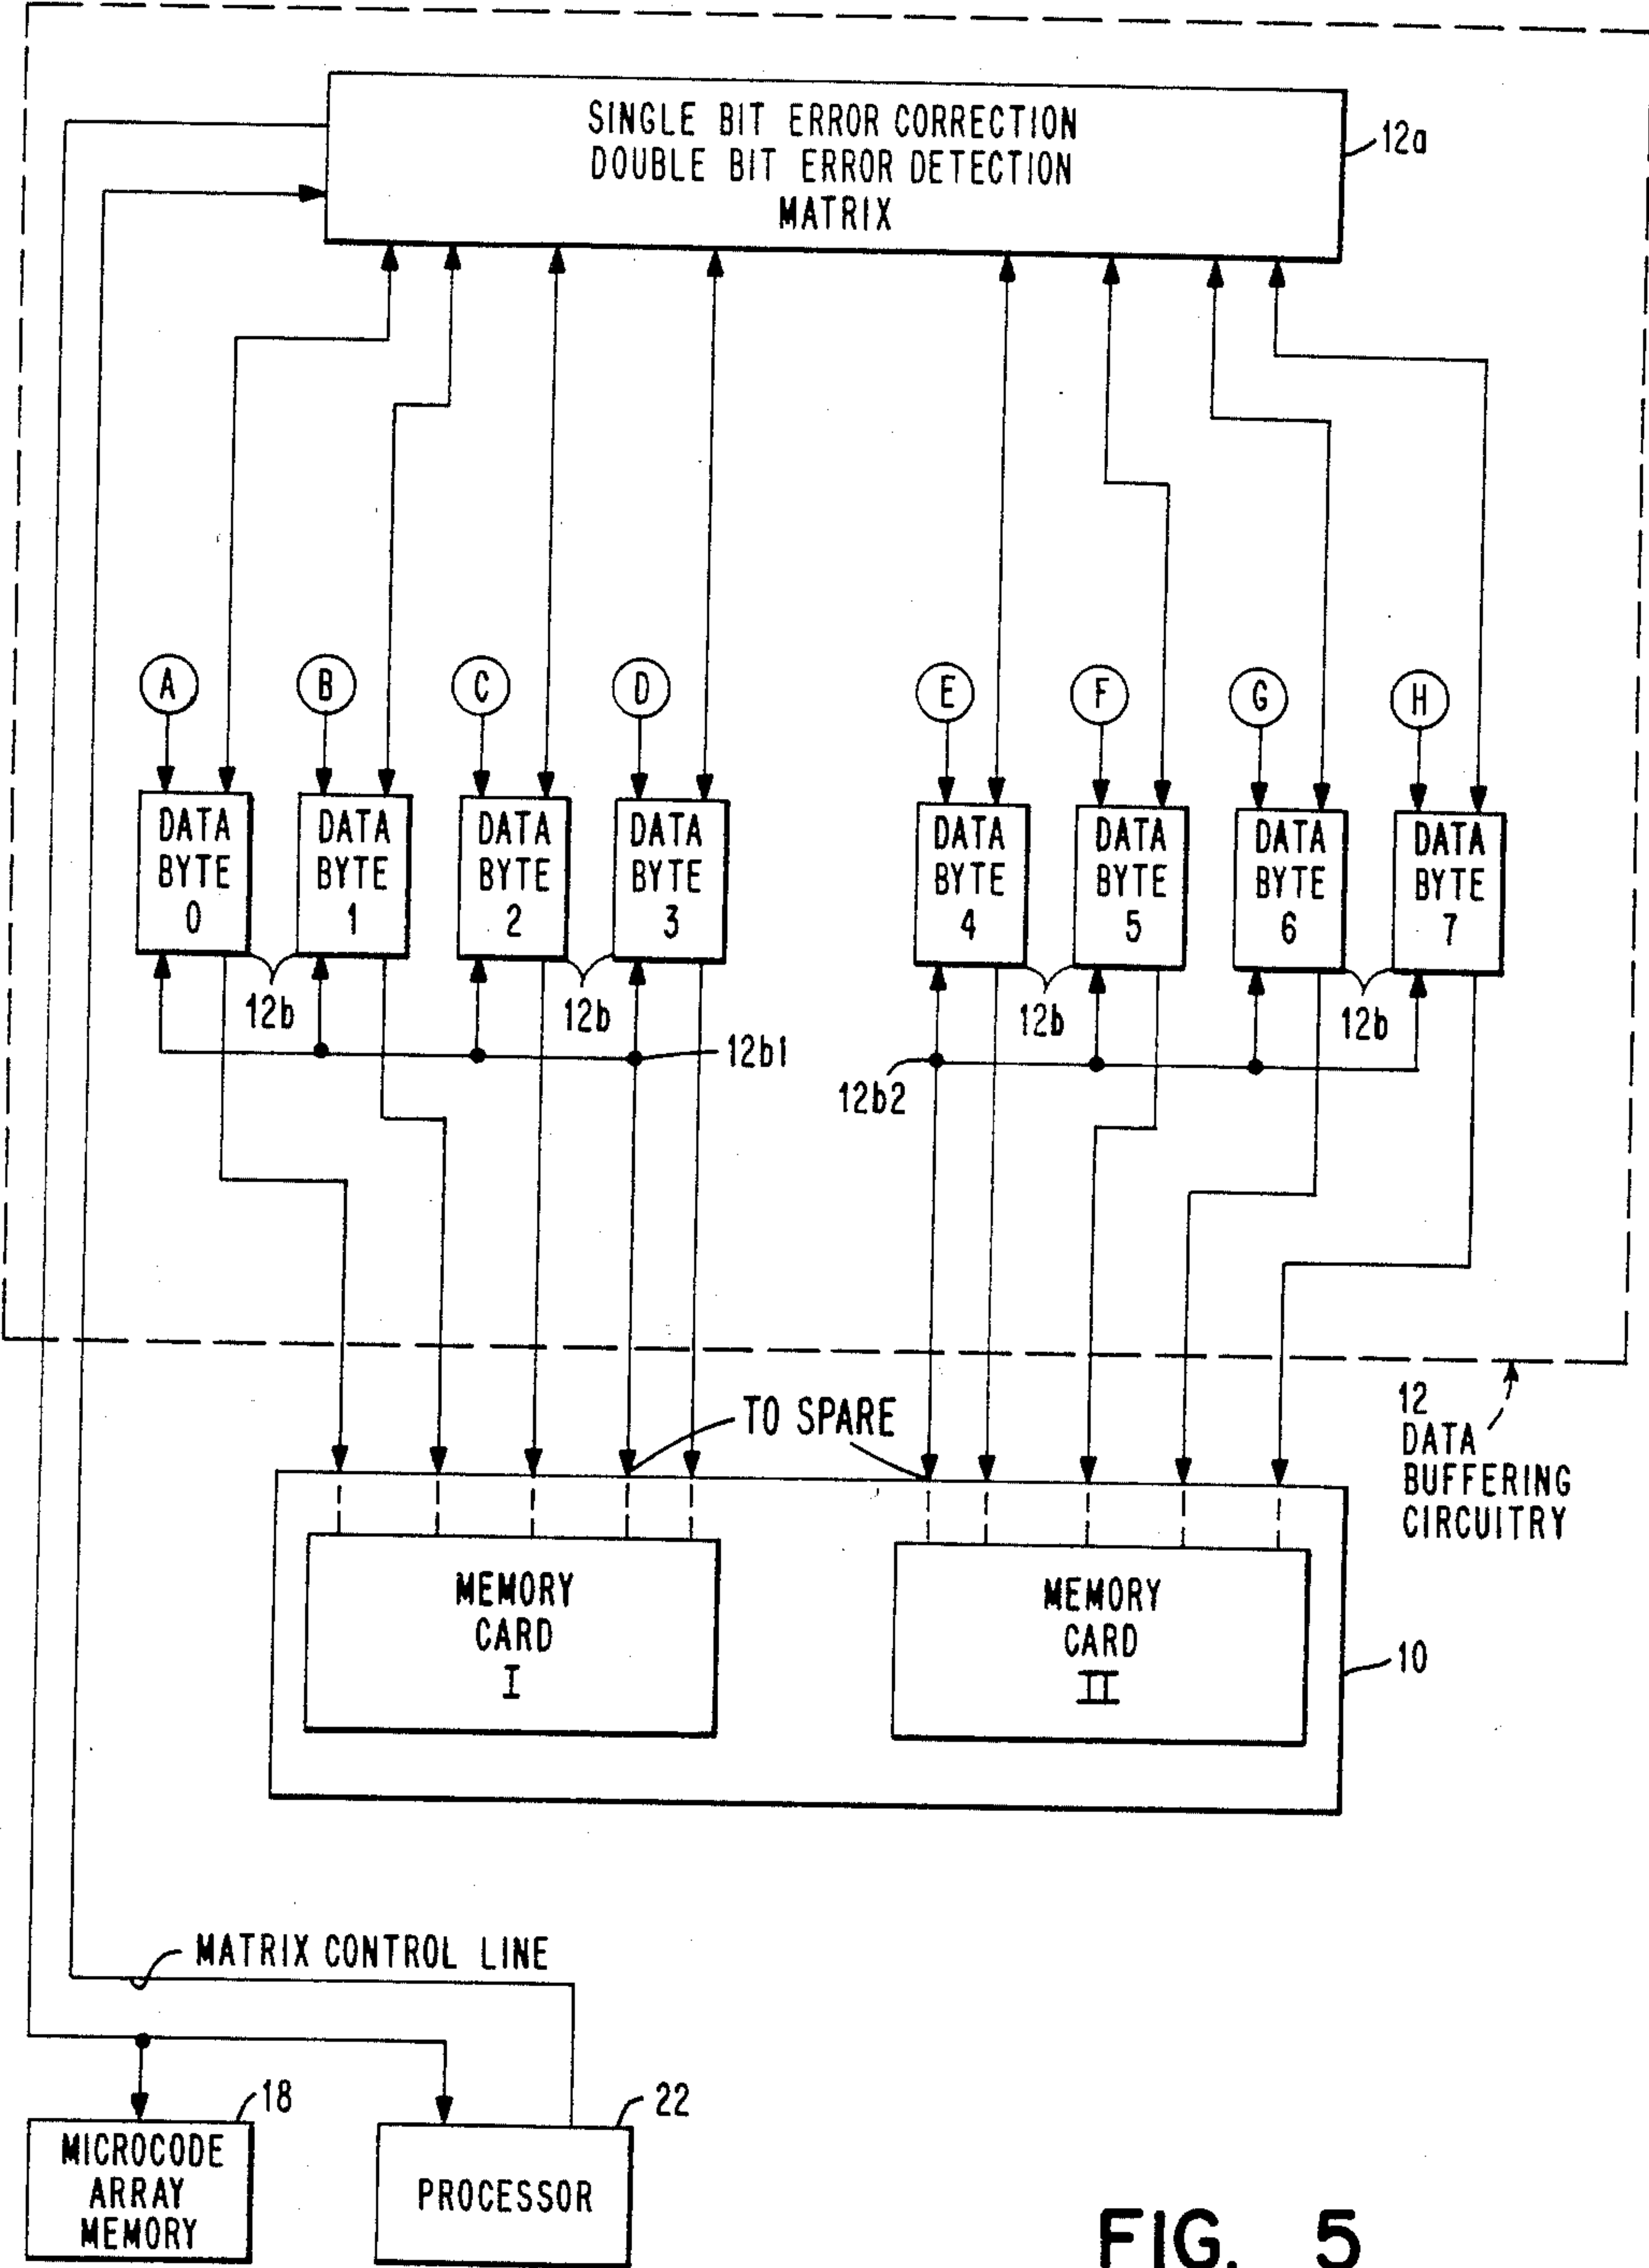 SINGLE BIT ERROR CORRECTION
DOUBLE BIT ERROR DETECTION
MATRIX
12a
A
B
C
D
E
F
G
H
DATA
BYTE
0
DATA
BYTE
1
DATA
BYTE
2
DATA
BYTE
3
DATA
BYTE
4
DATA
BYTE
5
DATA
BYTE
6
DATA
BYTE
7
12b
12b
12b
12b
12b1
12b2
TO SPARE
12
DATA
BUFFERING
CIRCUITRY
MEMORY
CARD
I
MEMORY
CARD
II
10
MATRIX CONTROL LINE
18
22
MICROCODE
ARRAY
MEMORY
PROCESSOR
FIG. 5